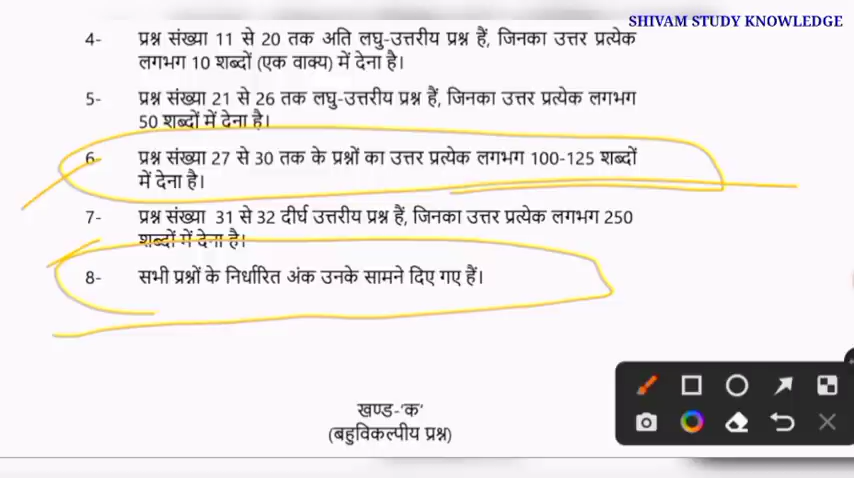 SHIVAM STUDY KNOWLEDGE
4- प्रश्न संख्या 11 से 20 तक अति लघु-उत्तरीय प्रश्न हैं, जिनका उत्तर प्रत्येक
लगभग 10 शब्दों (एक वाक्य) में देना है।
5- प्रश्न संख्या 21 से 26 तक लघु-उत्तरीय प्रश्न हैं, जिनका उत्तर प्रत्येक लगभग
50 शब्दों में देना है।
6- प्रश्न संख्या 27 से 30 तक के प्रश्नों का उत्तर प्रत्येक लगभग 100-125 शब्दों
में देना है।
7- प्रश्न संख्या 31 से 32 दीर्घ उत्तरीय प्रश्न हैं, जिनका उत्तर प्रत्येक लगभग 250
शब्दों में देना है।
8- सभी प्रश्नों के निर्धारित अंक उनके सामने दिए गए हैं।
खण्ड-‘क’
(बहुविकल्पीय प्रश्न)